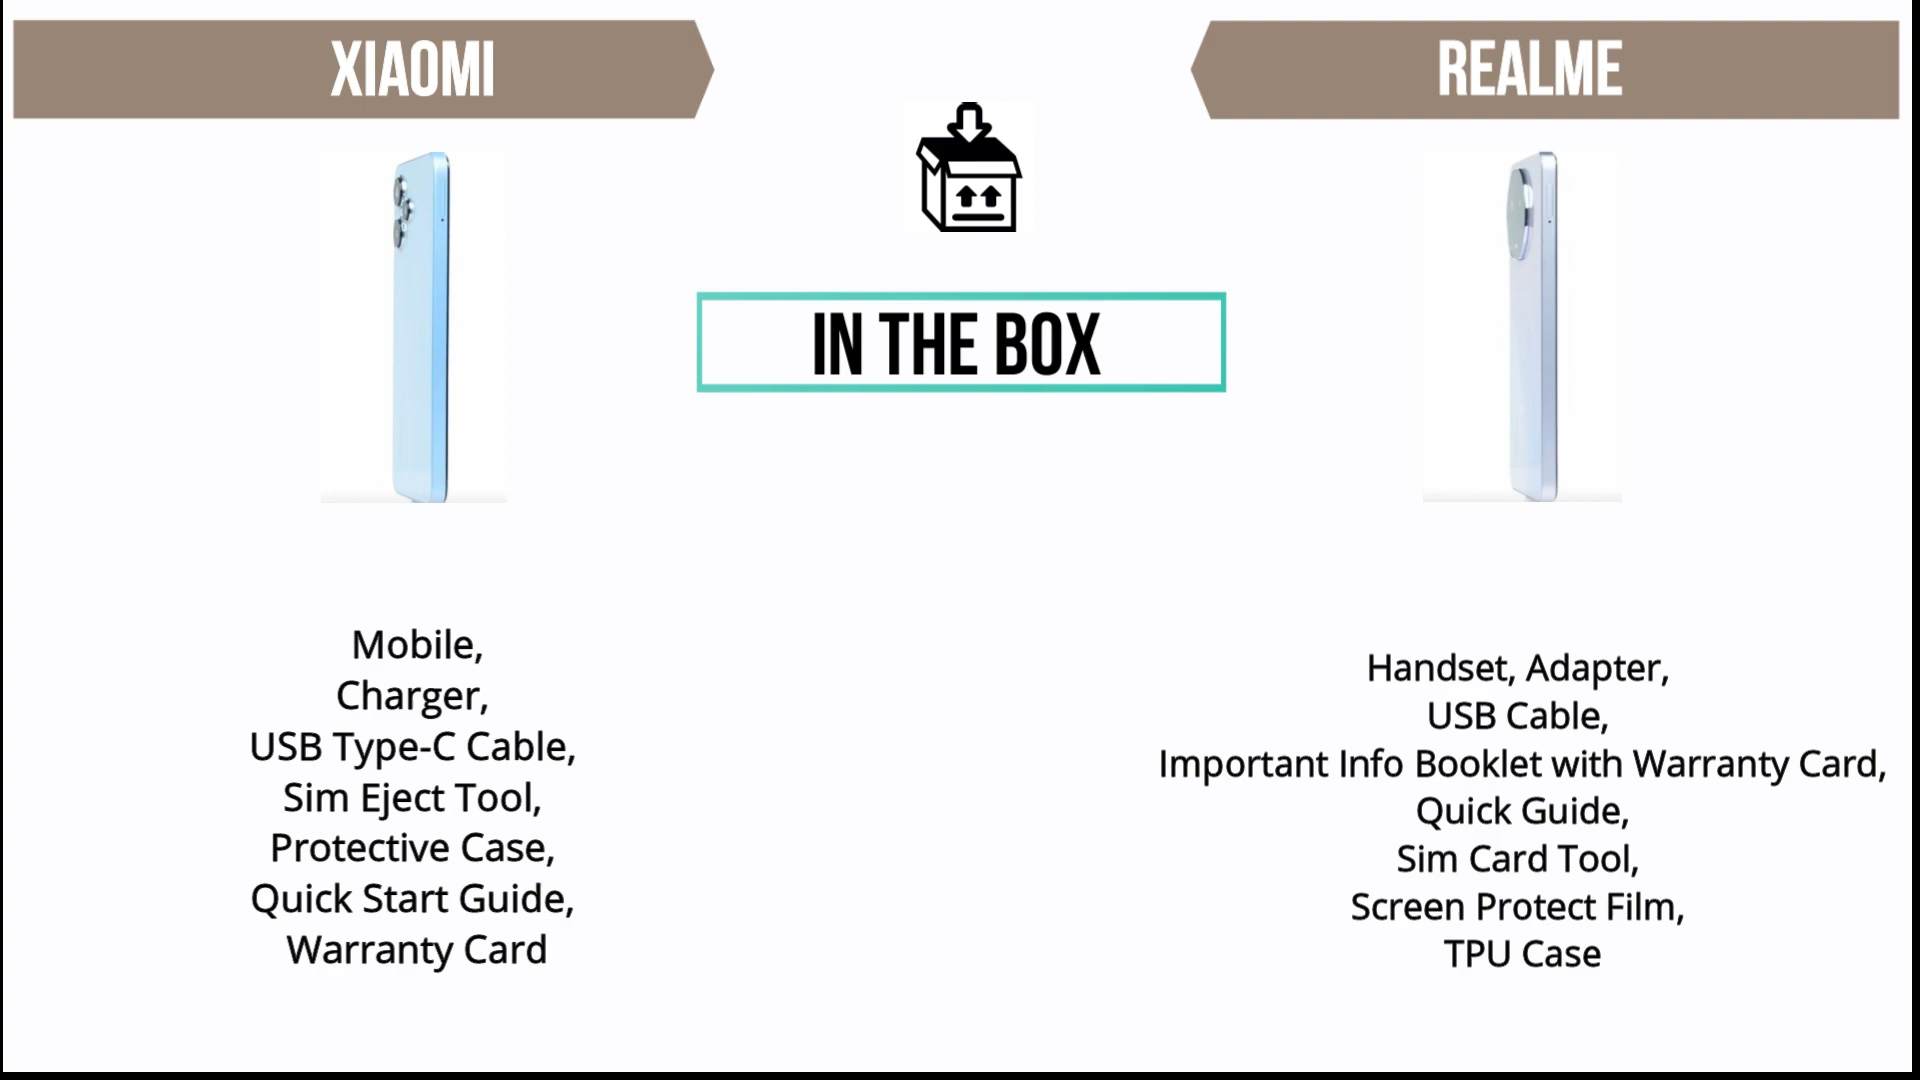 XIAOMI
REALME
IN THE BOX
Mobile,
Charger,
USB Type-C Cable,
Sim Eject Tool,
Protective Case,
Quick Start Guide,
Warranty Card
Handset, Adapter,
USB Cable,
Important Info Booklet with Warranty Card,
Quick Guide,
Sim Card Tool,
Screen Protect Film,
TPU Case